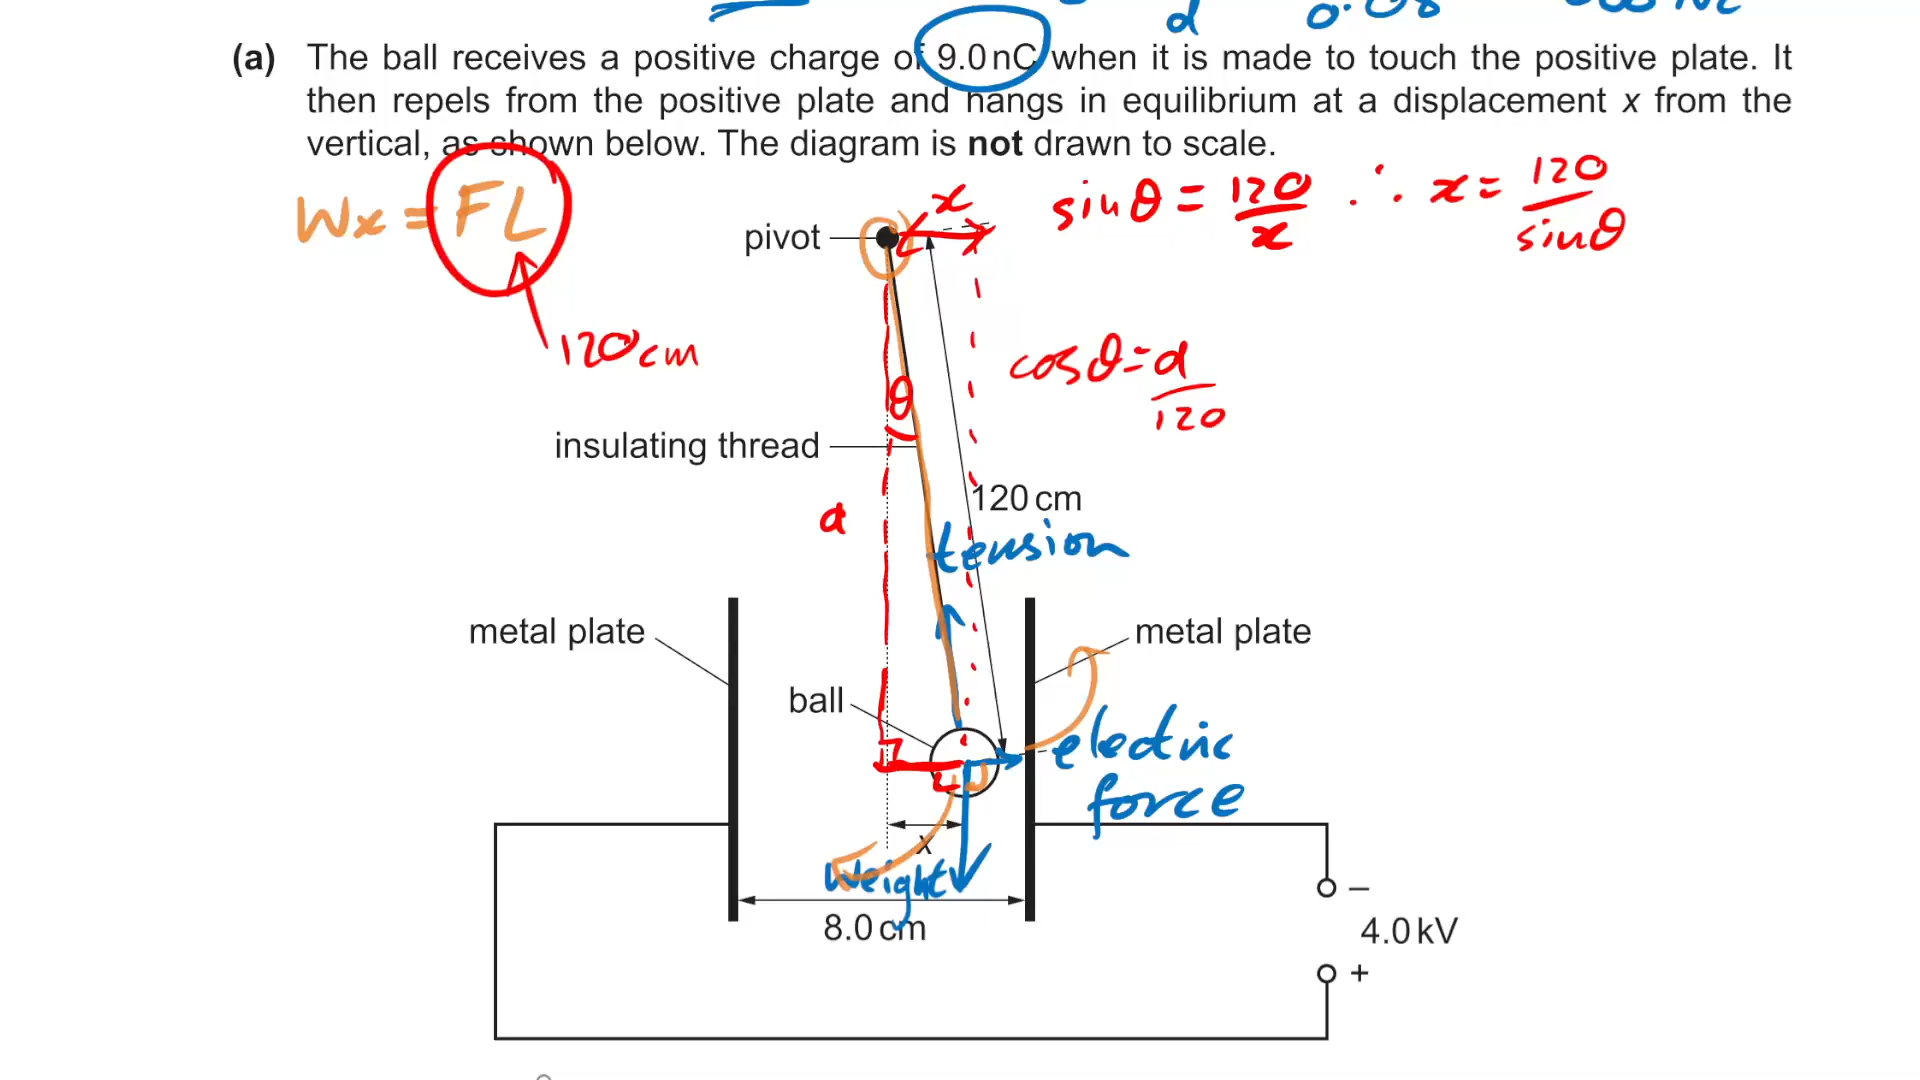 d 0.08
(a) The ball receives a positive charge of 9.0 nC when it is made to touch the positive plate. It
then repels from the positive plate and hangs in equilibrium at a displacement x from the
vertical, as shown below. The diagram is not drawn to scale.
Wx = FL
x
sinθ = 120/x ∴ x = 120/sinθ
pivot
120cm
cosθ = d/120
θ
insulating thread
120 cm
d
tension
metal plate
metal plate
ball
electric
force
x
weight
8.0 cm
–
4.0 kV
+